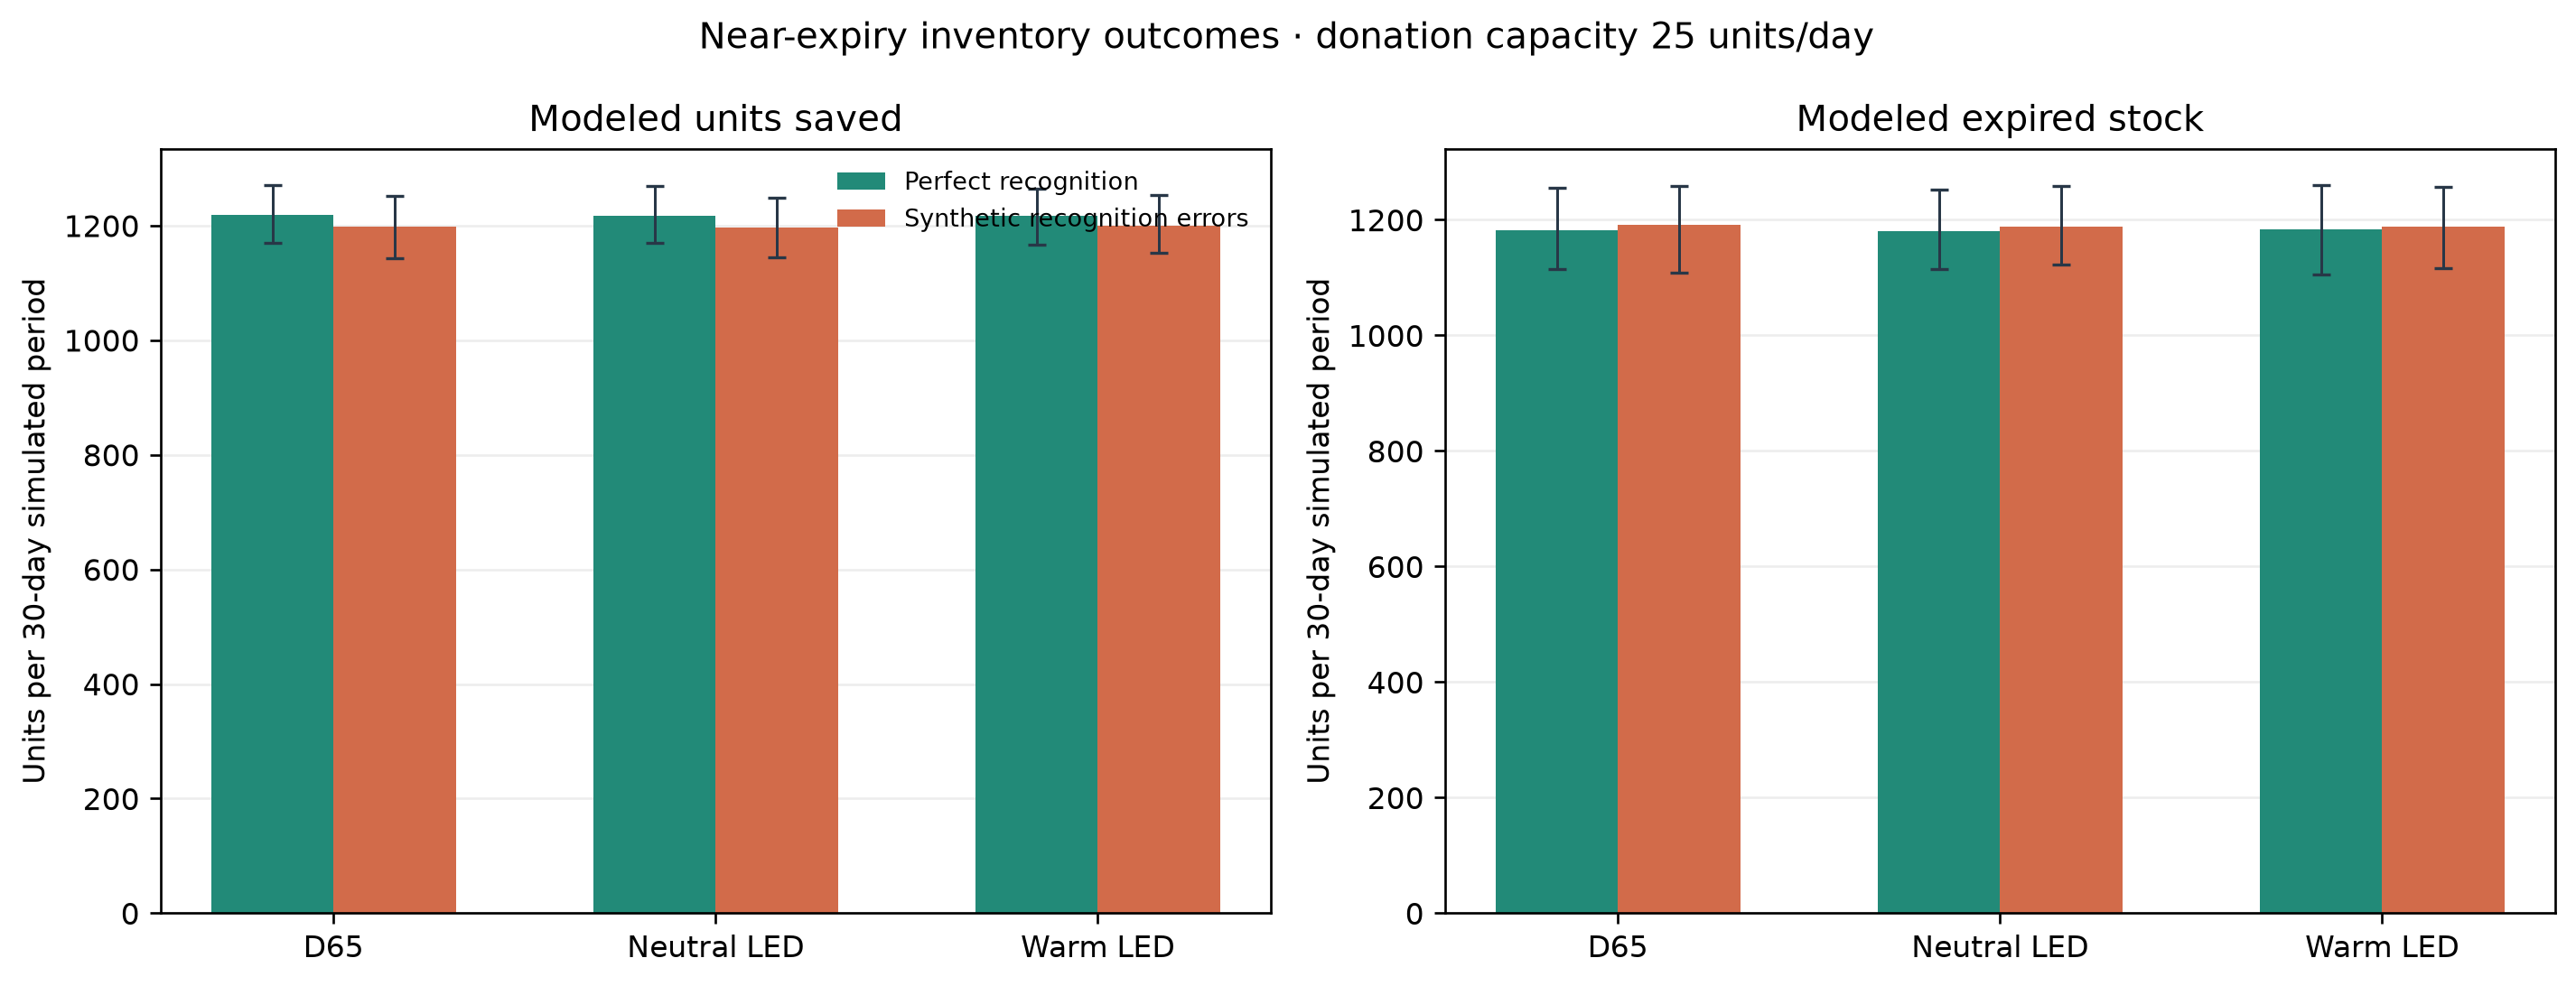 Near-expiry inventory outcomes · donation capacity 25 units/day
Modeled units saved
Units per 30-day simulated period
1200
1000
800
600
400
200
0
Perfect recognition
Synthetic recognition errors
D65
Neutral LED
Warm LED
Modeled expired stock
Units per 30-day simulated period
1200
1000
800
600
400
200
0
D65
Neutral LED
Warm LED